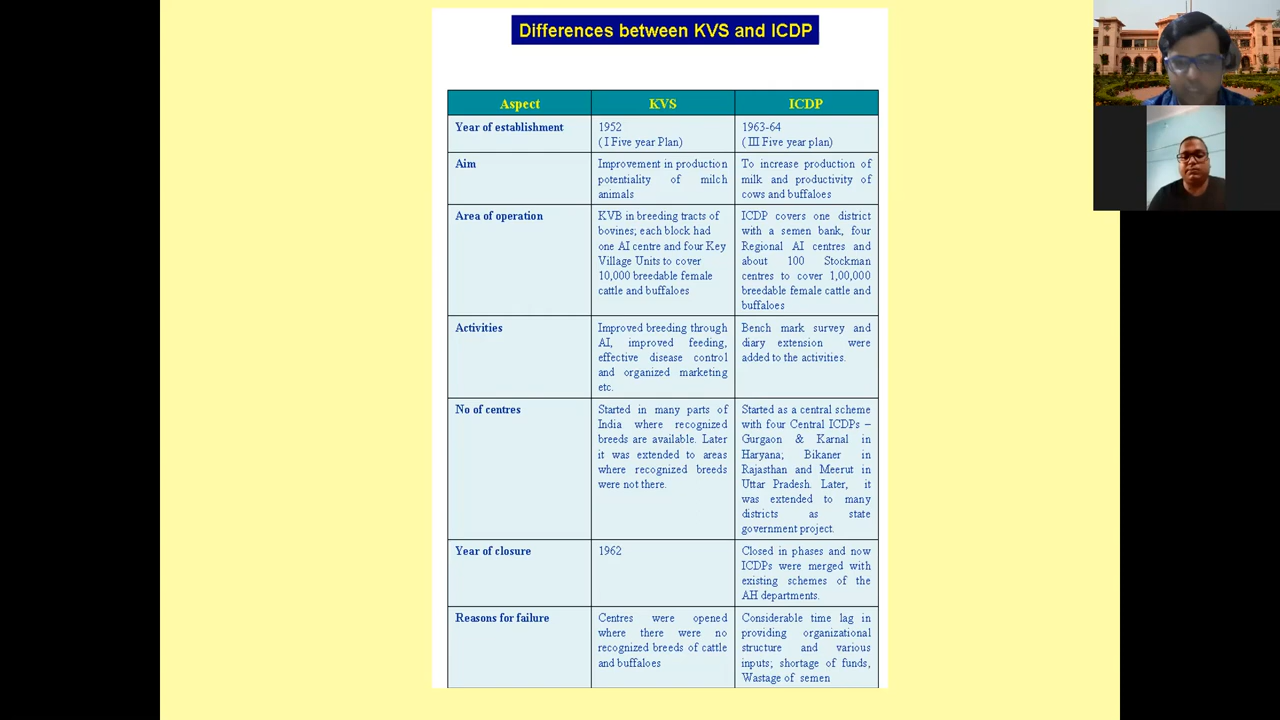 Differences between KVS and ICDP
Aspect KVS ICDP
Year of establishment 1952 1963-64
( I Five year Plan) ( III Five year plan)
Aim Improvement in production To increase production of
potentiality of milch milk and productivity of
animals cows and buffaloes
Area of operation KVB in breeding tracts of ICDP covers one district
bovines; each block had with a semen bank, four
one AI centre and four Key Regional AI centres and
Village Units to cover about 100 Stockman
10,000 breedable female centres to cover 1,00,000
cattle and buffaloes breedable female cattle and
buffaloes
Activities Improved breeding through Bench mark survey and
AI, improved feeding, diary extension were
effective disease control added to the activities.
and organized marketing
etc.
No of centres Started in many parts of Started as a central scheme
India where recognized with four Central ICDPs –
breeds are available. Later Gurgaon & Karnal in
it was extended to areas Haryana; Bikaner in
where recognized breeds Rajasthan and Meerut in
were not there. Uttar Pradesh. Later, it
was extended to many
districts as state
government project.
Year of closure 1962 Closed in phases and now
ICDPs were merged with
existing schemes of the
AH departments.
Reasons for failure Centres were opened Considerable time lag in
where there were no providing organizational
recognized breeds of cattle structure and various
and buffaloes inputs; shortage of funds,
Wastage of semen